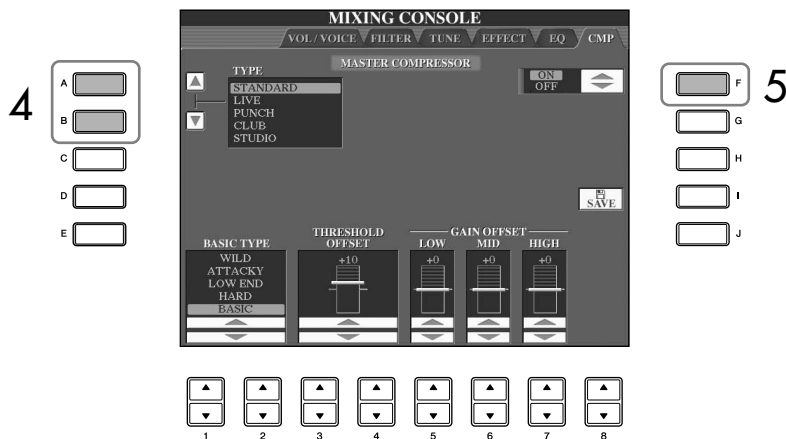 MIXING CONSOLE
VOL/VOICE FILTER TUNE EFFECT EQ CMP
MASTER COMPRESSOR
TYPE
STANDARD
LIVE
PUNCH
CLUB
STUDIO
ON
OFF
4
A
B
C
D
E
5
F
G
H
I
J
SAVE
BASIC TYPE
WILD
ATTACKY
LOW END
HARD
BASIC
THRESHOLD
OFFSET
+10
GAIN OFFSET
LOW MID HIGH
+0 +0 +0
1 2 3 4 5 6 7 8